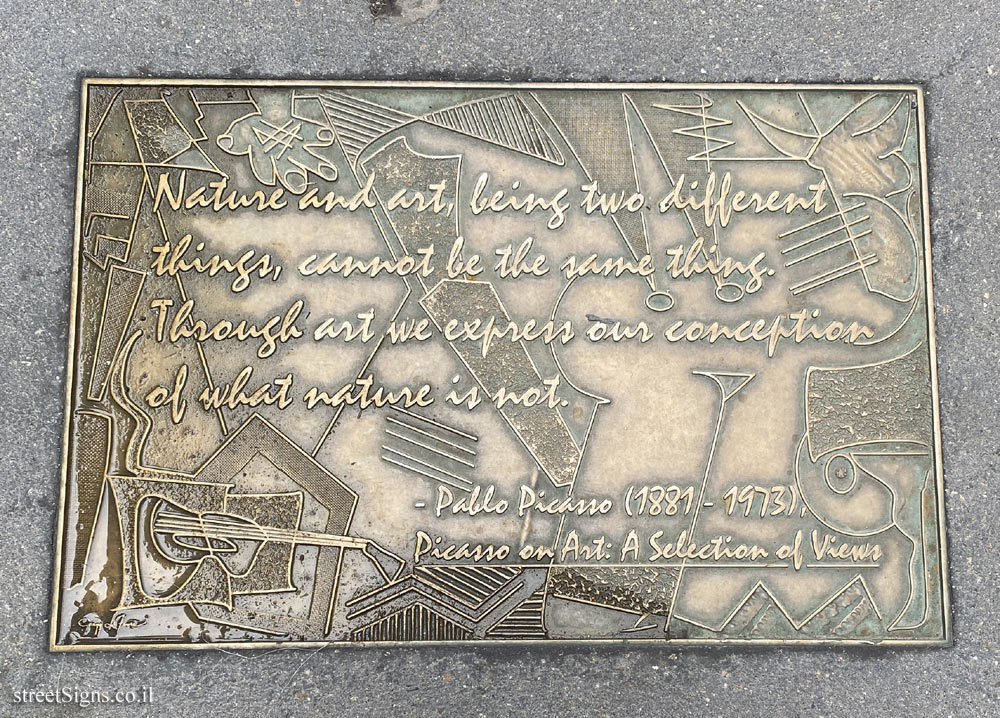 Nature and art, being two different
things, cannot be the same thing.
Through art we express our conception
of what nature is not.
- Pablo Picasso (1881 - 1973),
Picasso on Art: A Selection of Views
streetSigns.co.il